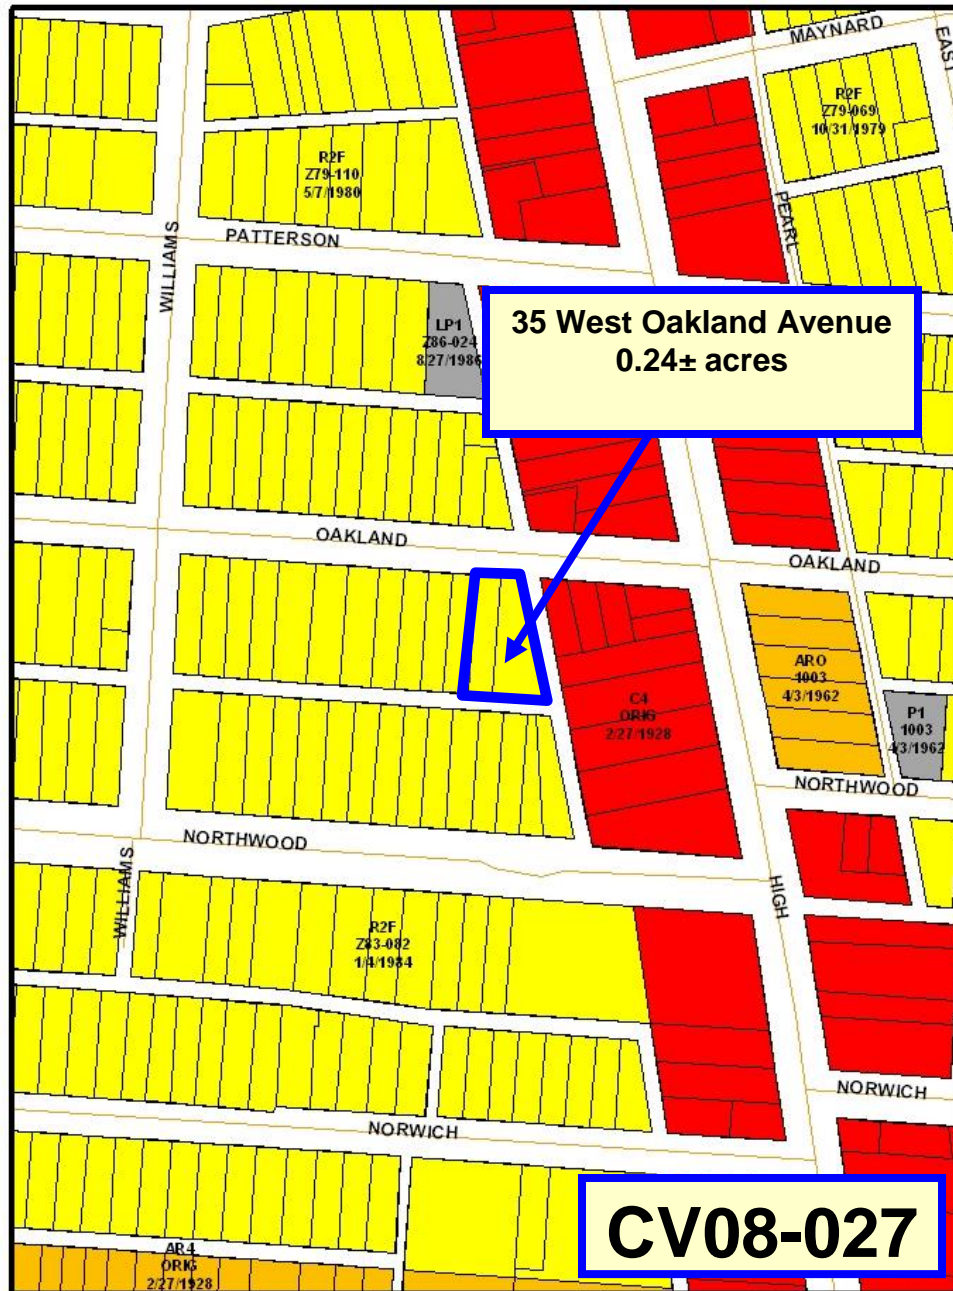 MAYNARD
EAST
R2F
Z79-069
10/31/1979
R2F
Z79-110
5/7/1980
PEARL
WILLIAMS
PATTERSON
LP1
Z86-024
8/27/1986
35 West Oakland Avenue
0.24± acres
OAKLAND
OAKLAND
ARO
1003
4/3/1962
C4
ORIG
2/27/1928
P1
1003
4/3/1962
NORTHWOOD
NORTHWOOD
WILLIAMS
HIGH
R2F
Z83-082
1/4/1984
NORWICH
NORWICH
CV08-027
AR4
ORIG
2/27/1928